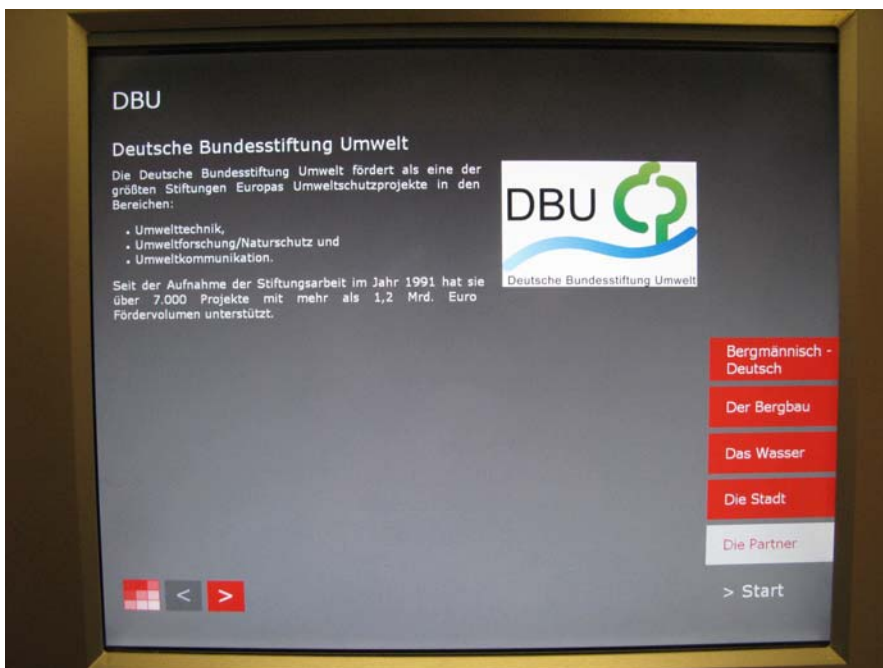 DBU
Deutsche Bundesstiftung Umwelt
Die Deutsche Bundesstiftung Umwelt fördert als eine der
größten Stiftungen Europas Umweltschutzprojekte in den
Bereichen:
• Umwelttechnik,
• Umweltforschung/Naturschutz und
• Umweltkommunikation.
Seit der Aufnahme der Stiftungsarbeit im Jahr 1991 hat sie
über 7.000 Projekte mit mehr als 1,2 Mrd. Euro
Fördervolumen unterstützt.
DBU
Deutsche Bundesstiftung Umwelt
Bergmännisch -
Deutsch
Der Bergbau
Das Wasser
Die Stadt
Die Partner
< >
> Start